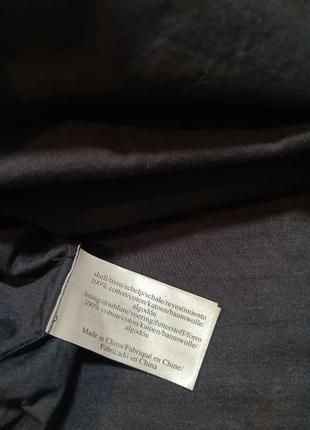 shell/tissu/schelp/schale/revestimiento
100% cotton/coton/katoen/baumwolle/
algodón
lining/doublure/voering/futterstoff/forro
100% cotton/coton/katoen/baumwolle/
algodón
Made in China/Fabriqué en Chine/
Fabricado en China